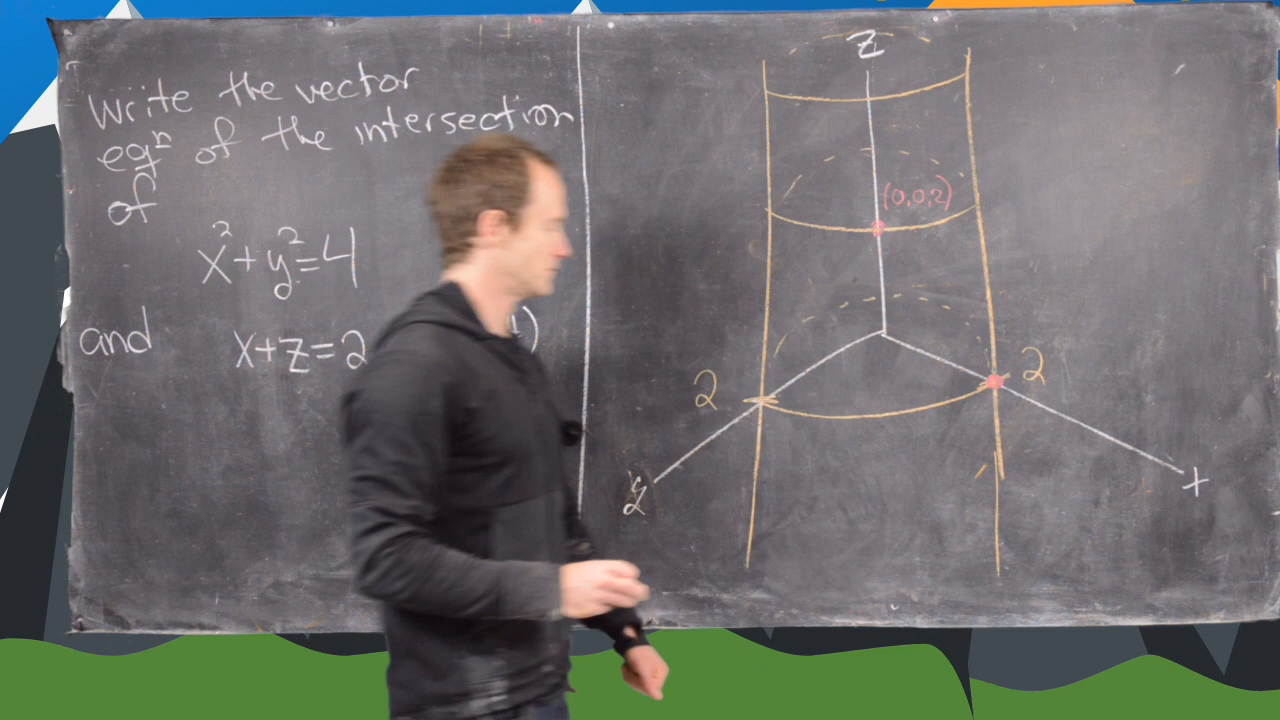 Write the vector
eqⁿ of the intersection
of
x²+y²=4
and x+z=2
z
(0,0,2)
2
2
y
x